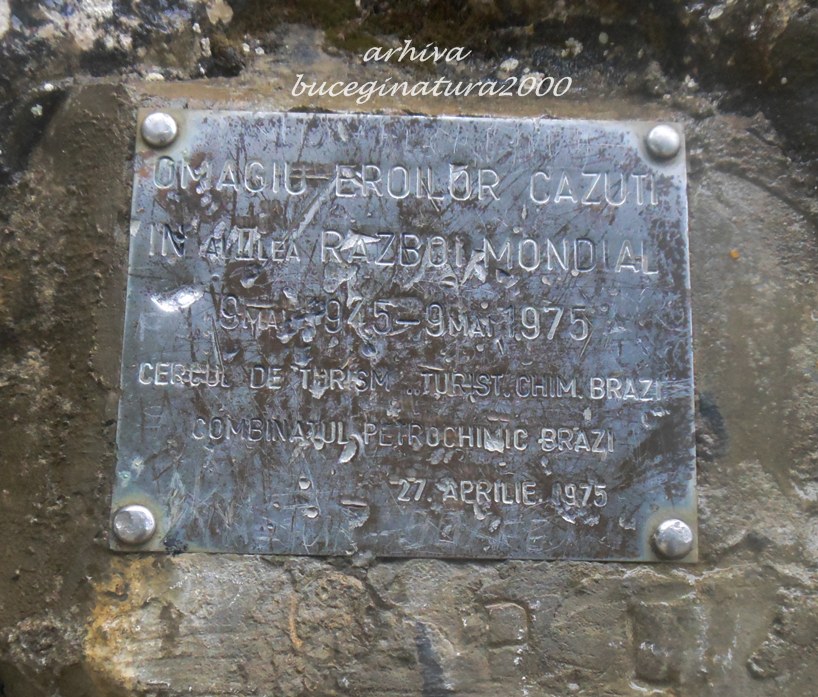 arhiva
buceginatura2000
OMAGIU EROILOR CAZUTI
IN AL II LEA RAZBOI MONDIAL
9 MAI 1945 - 9 MAI 1975
CERCUL DE TURISM „TURIST. CHIM. BRAZI
COMBINATUL PETROCHIMIC BRAZI
27. APRILIE. 1975